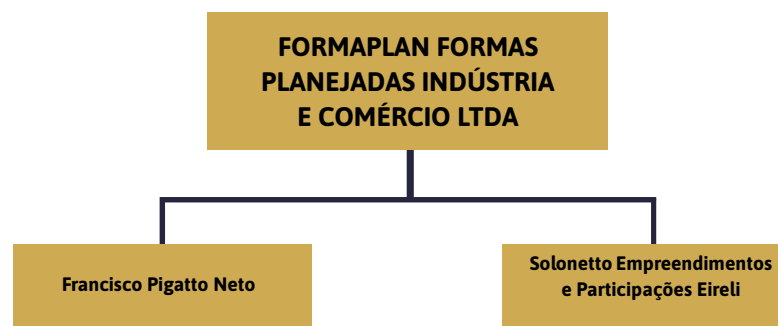 FORMAPLAN FORMAS
PLANEJADAS INDÚSTRIA
E COMÉRCIO LTDA
Francisco Pigatto Neto
Solonetto Empreendimentos
e Participações Eireli